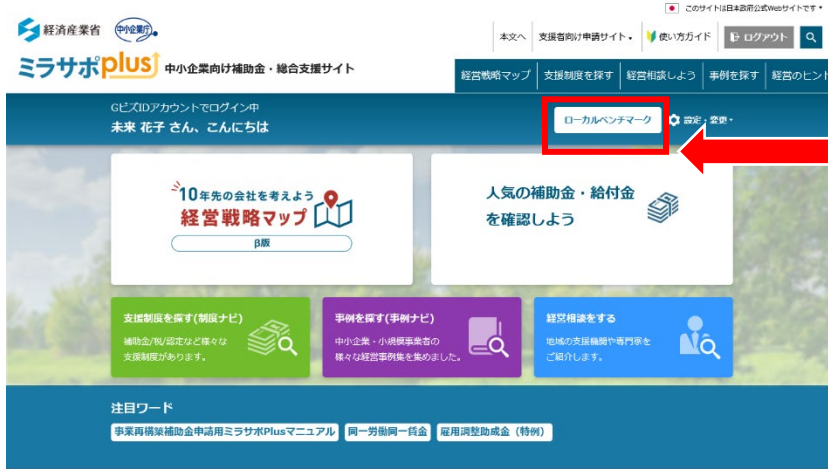 このサイトは日本政府公式Webサイトです
経済産業省 中小企業庁
本文へ 支援者向け申請サイト 使い方ガイド ログアウト
ミラサポplus 中小企業向け補助金・総合支援サイト
経営戦略マップ 支援制度を探す 経営相談しよう 事例を探す 経営のヒント
GビズIDアカウントでログイン中
未来 花子 さん、こんにちは
ローカルベンチマーク 設定・変更
10年先の会社を考えよう
経営戦略マップ
β版
人気の補助金・給付金
を確認しよう
支援制度を探す(制度ナビ)
補助金/税/認定など様々な
支援制度があります。
事例を探す(事例ナビ)
中小企業・小規模事業者の
様々な経営事例集を集めました。
経営相談をする
地域の支援機関や専門家を
ご紹介します。
注目ワード
事業再構築補助金申請用ミラサポPlusマニュアル 同一労働同一賃金 雇用調整助成金（特例）